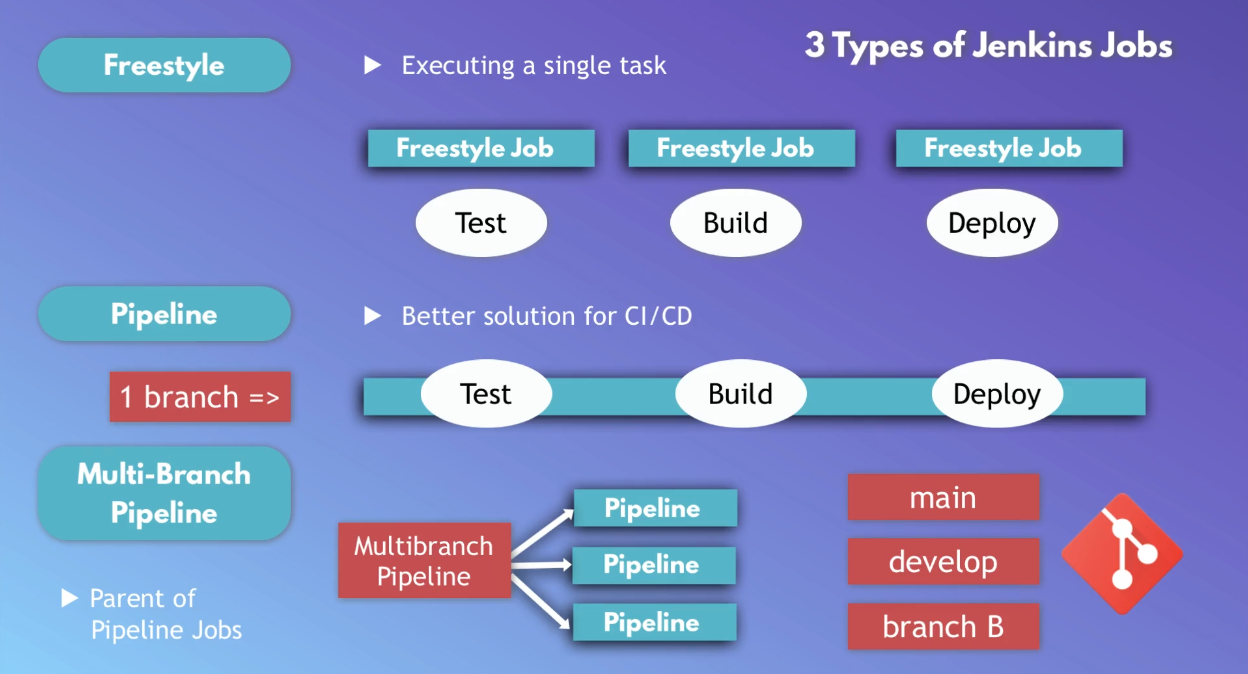 3 Types of Jenkins Jobs
Freestyle
Executing a single task
Freestyle Job
Freestyle Job
Freestyle Job
Test
Build
Deploy
Pipeline
Better solution for CI/CD
1 branch =>
Test
Build
Deploy
Multi-Branch
Pipeline
Parent of
Pipeline Jobs
Multibranch
Pipeline
Pipeline
Pipeline
Pipeline
main
develop
branch B